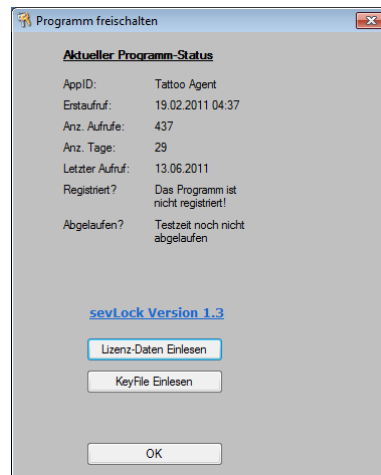 Programm freischalten
Aktueller Programm-Status
AppID: Tattoo Agent
Erstaufruf: 19.02.2011 04:37
Anz. Aufrufe: 437
Anz. Tage: 29
Letzter Aufruf: 13.06.2011
Registriert? Das Programm ist
nicht registriert!
Abgelaufen? Testzeit noch nicht
abgelaufen
sevLock Version 1.3
Lizenz-Daten Einlesen
KeyFile Einlesen
OK